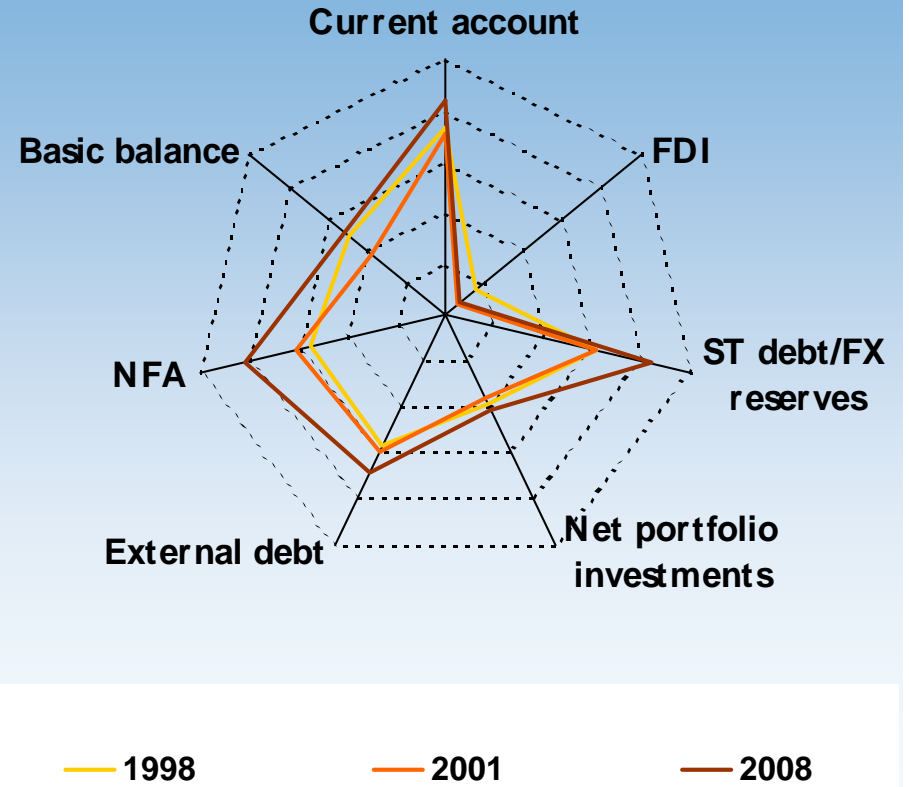 Current account
Basic balance
FDI
NFA
ST debt/FX
reserves
External debt
Net portfolio
investments
1998
2001
2008